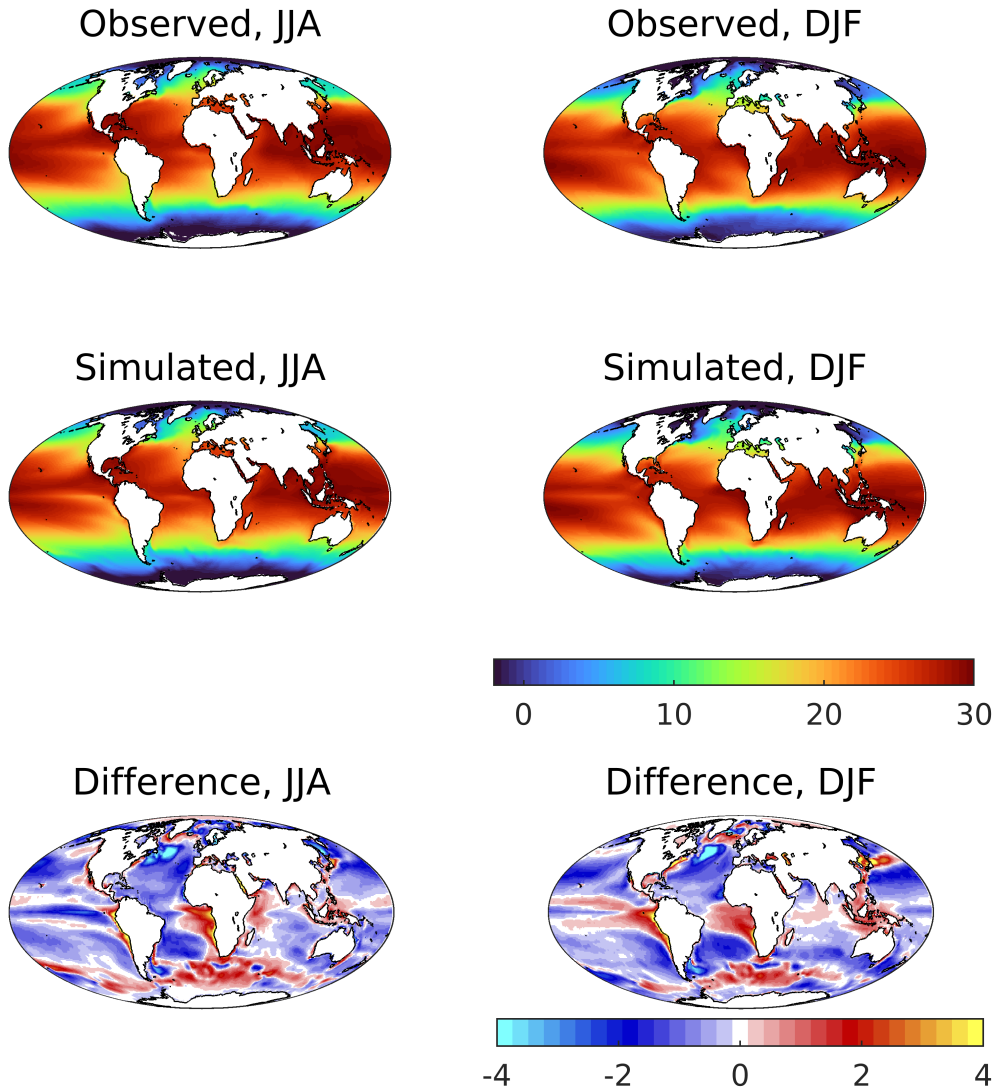 Observed, JJA
Observed, DJF
Simulated, JJA
Simulated, DJF
0 10 20 30
Difference, JJA
Difference, DJF
-4 -2 0 2 4